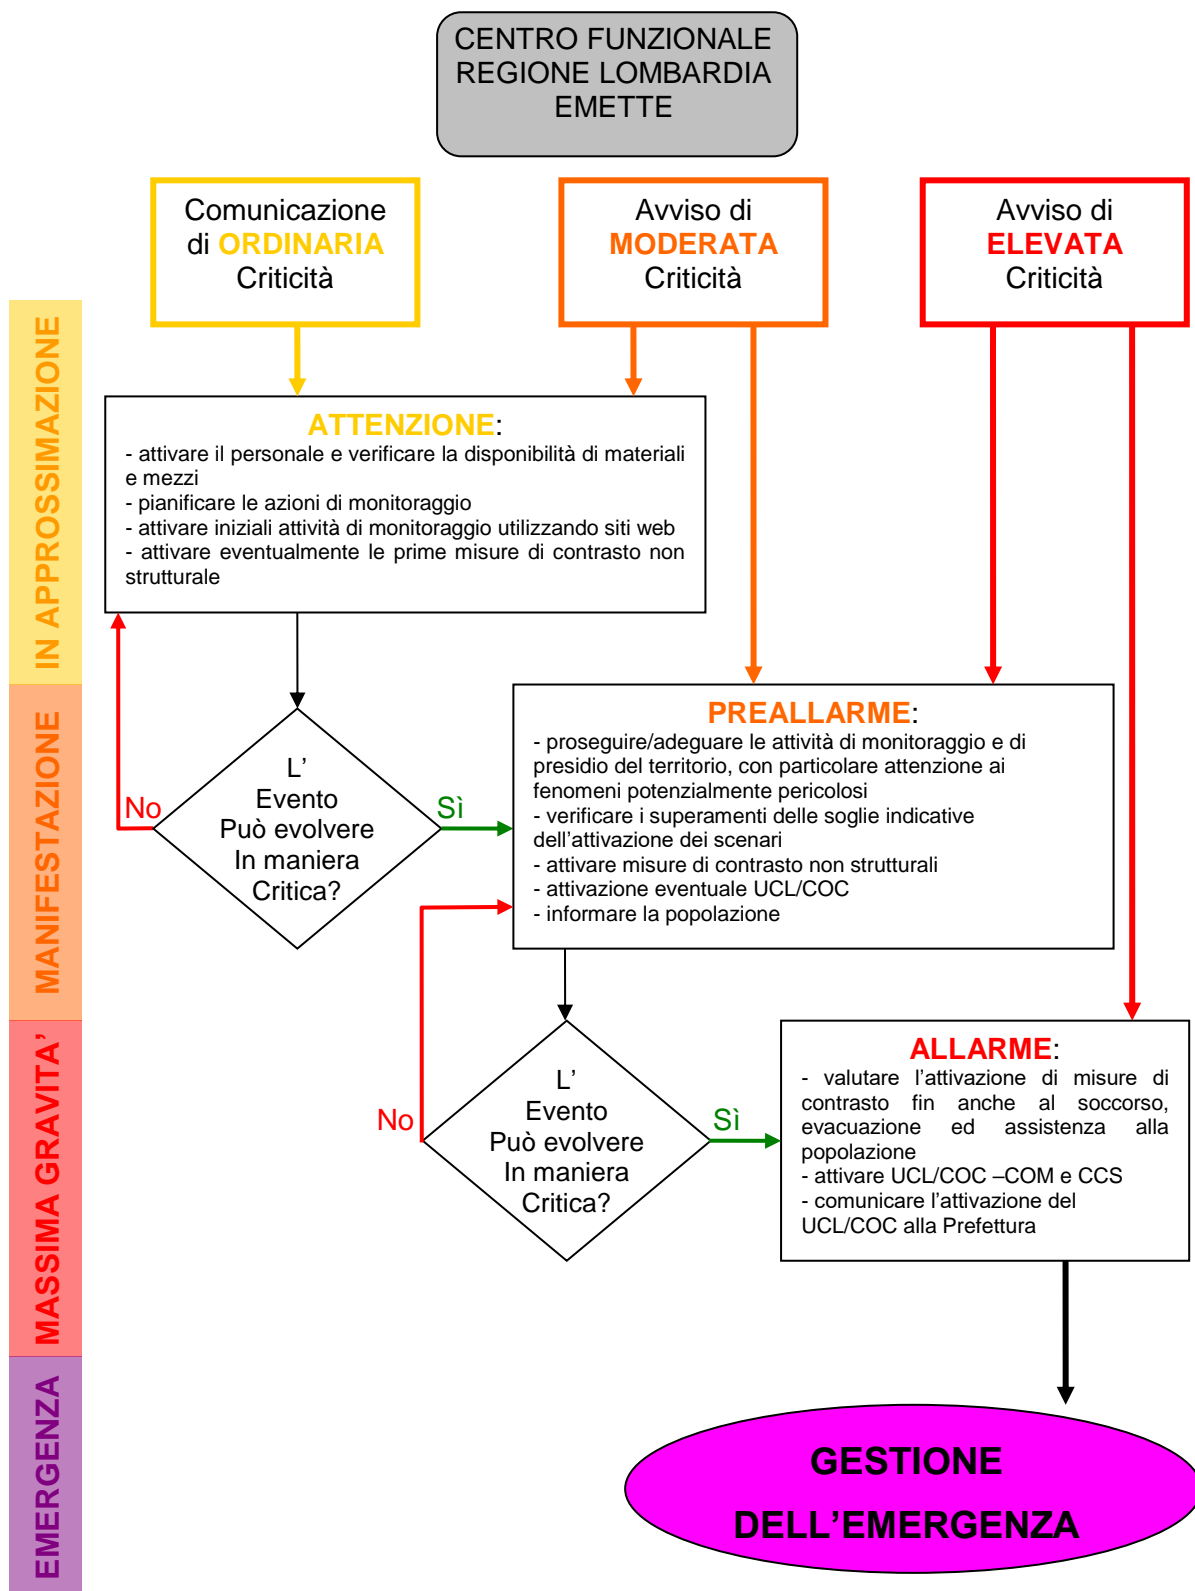 CENTRO FUNZIONALE
REGIONE LOMBARDIA
EMETTE
Comunicazione
di ORDINARIA
Criticità
Avviso di
MODERATA
Criticità
Avviso di
ELEVATA
Criticità
IN APPROSSIMAZIONE
ATTENZIONE:
- attivare il personale e verificare la disponibilità di materiali
e mezzi
- pianificare le azioni di monitoraggio
- attivare iniziali attività di monitoraggio utilizzando siti web
- attivare eventualmente le prime misure di contrasto non
strutturale
MANIFESTAZIONE
L'
Evento
Può evolvere
In maniera
Critica?
No
Sì
PREALLARME:
- proseguire/adeguare le attività di monitoraggio e di
presidio del territorio, con particolare attenzione ai
fenomeni potenzialmente pericolosi
- verificare i superamenti delle soglie indicative
dell'attivazione dei scenari
- attivare misure di contrasto non strutturali
- attivazione eventuale UCL/COC
- informare la popolazione
MASSIMA GRAVITA'
L'
Evento
Può evolvere
In maniera
Critica?
No
Sì
ALLARME:
- valutare l'attivazione di misure di
contrasto fin anche al soccorso,
evacuazione ed assistenza alla
popolazione
- attivare UCL/COC –COM e CCS
- comunicare l'attivazione del
UCL/COC alla Prefettura
EMERGENZA
GESTIONE
DELL'EMERGENZA